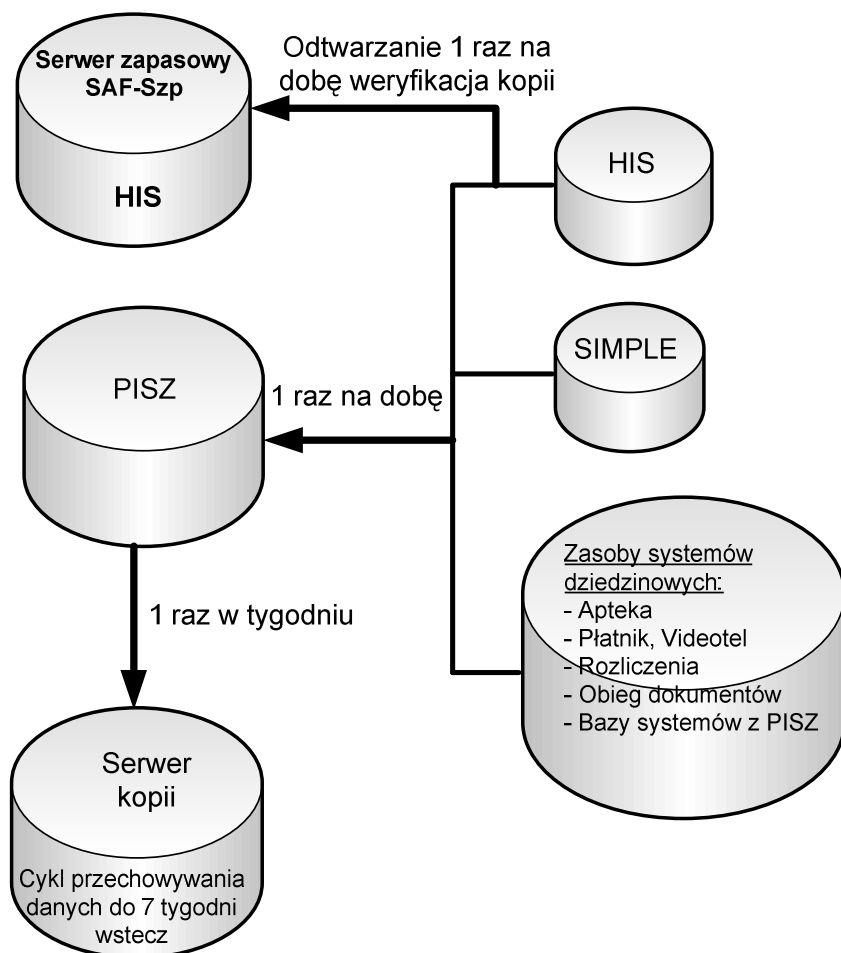 Serwer zapasowy
SAF-Szp
HIS
Odtwarzanie 1 raz na
dobę weryfikacja kopii
HIS
SIMPLE
PISZ
1 raz na dobę
1 raz w tygodniu
Zasoby systemów
dziedzinowych:
- Apteka
- Płatnik, Videotel
- Rozliczenia
- Obieg dokumentów
- Bazy systemów z PISZ
Serwer
kopii
Cykl przechowywania
danych do 7 tygodni
wstecz